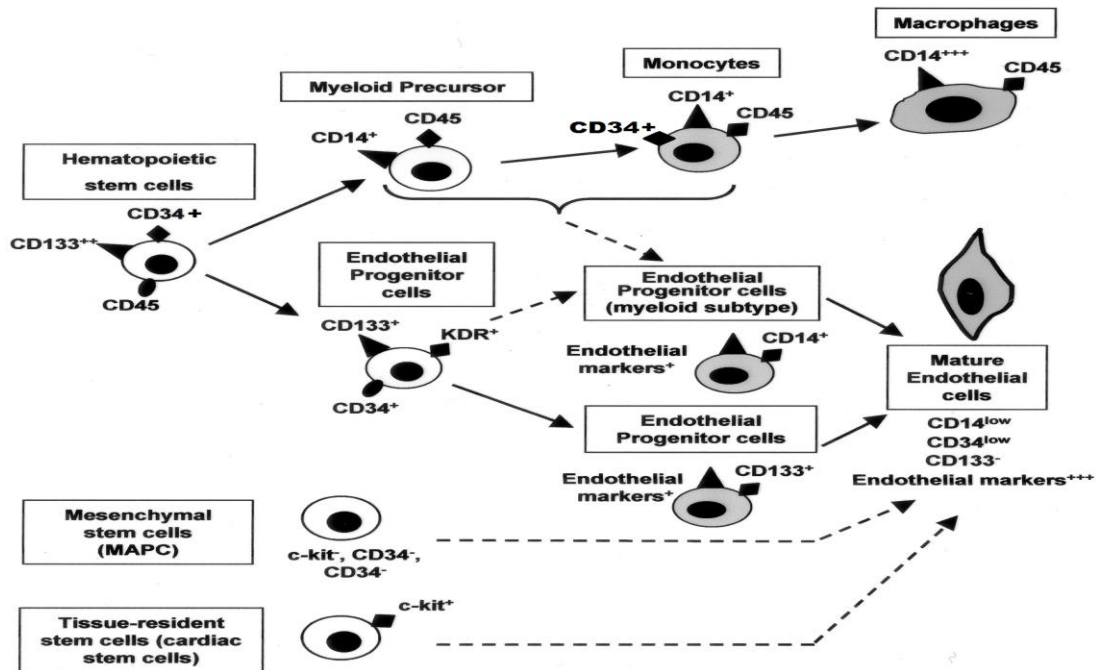 Macrophages
CD14+++
CD45
Monocytes
CD14+
CD45
CD34+
Myeloid Precursor
CD45
CD14+
Hematopoietic
stem cells
CD34+
CD133++
CD45
Endothelial
Progenitor
cells
CD133+
KDR+
CD34+
Endothelial
Progenitor cells
(myeloid subtype)
CD14+
Endothelial
markers+
Endothelial
Progenitor cells
CD133+
Endothelial
markers+
Mature
Endothelial
cells
CD14low
CD34low
CD133-
Endothelial markers+++
Mesenchymal
stem cells
(MAPC)
c-kit-, CD34-,
CD34-
Tissue-resident
stem cells (cardiac
stem cells)
c-kit+